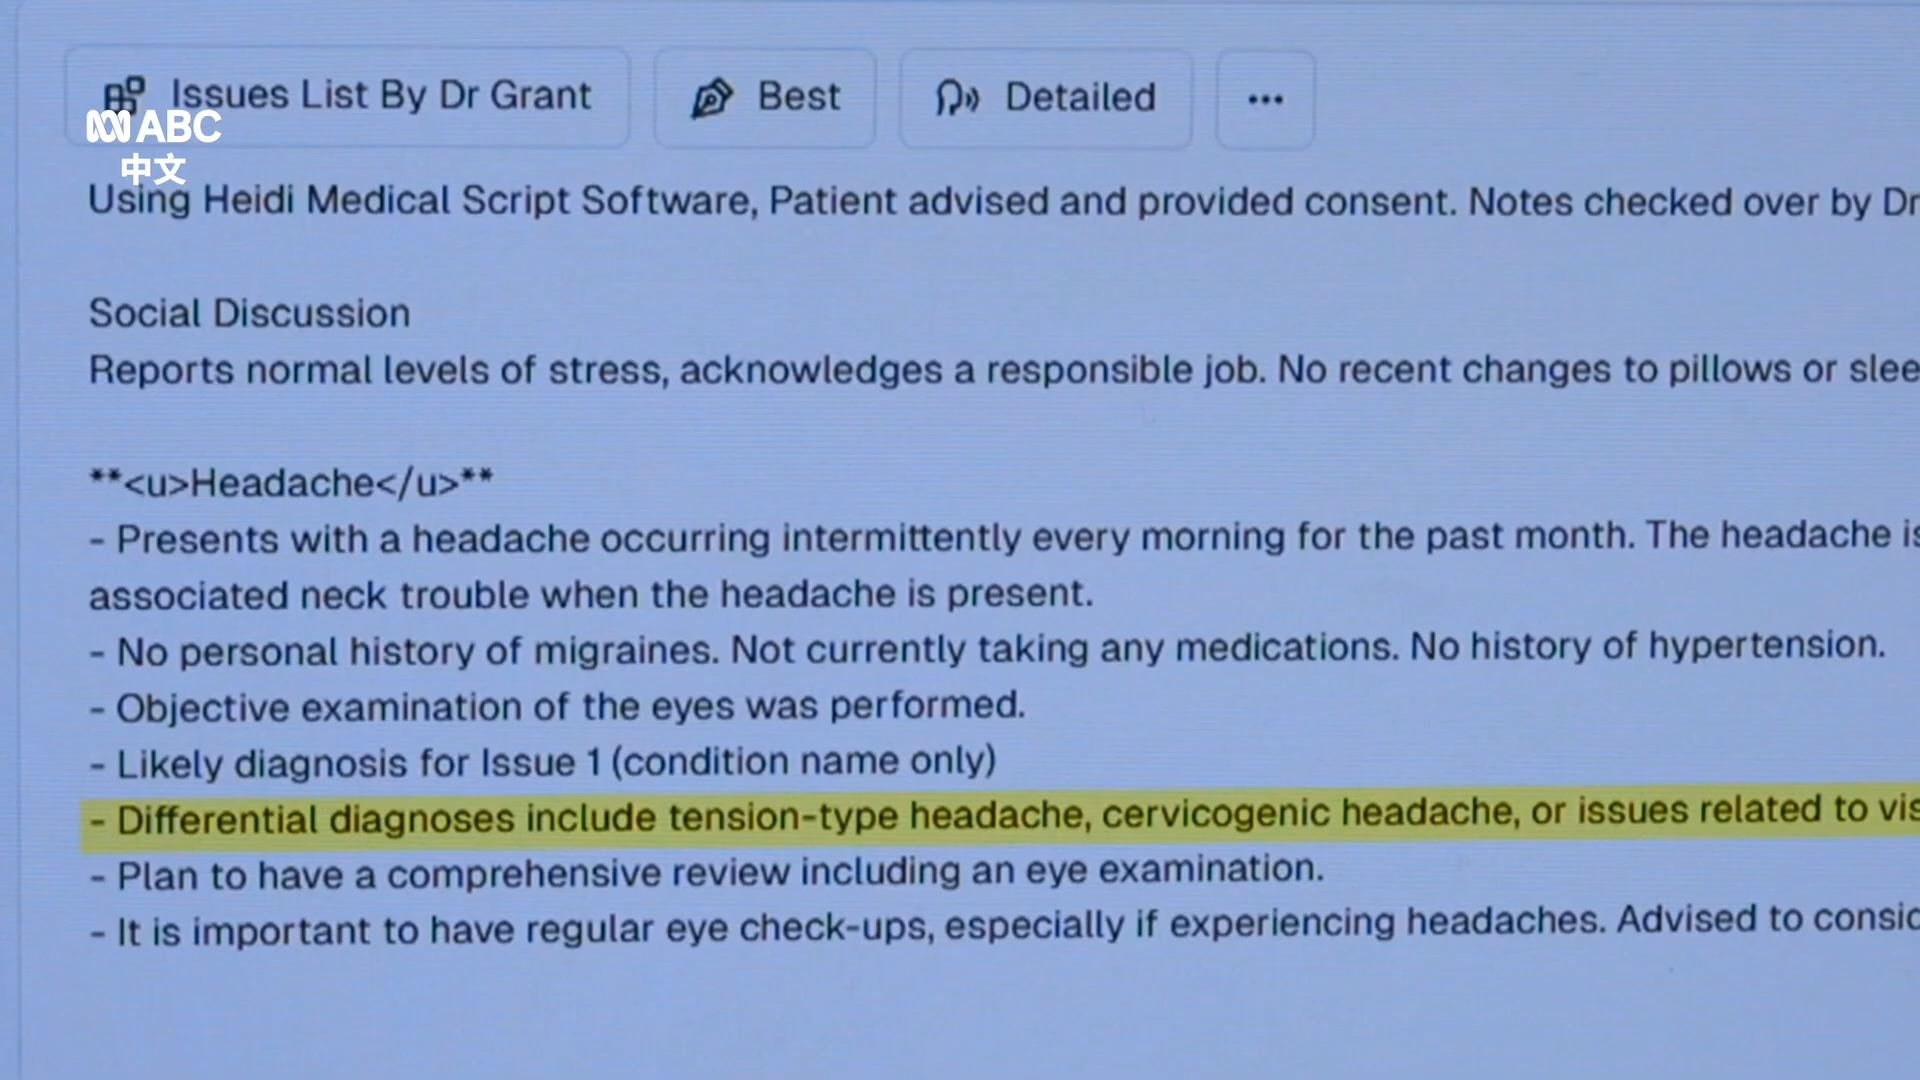 Issues List By Dr Grant Best Detailed
ABC
中文
Using Heidi Medical Script Software, Patient advised and provided consent. Notes checked over by Dr
Social Discussion
Reports normal levels of stress, acknowledges a responsible job. No recent changes to pillows or slee
**<u>Headache</u>**
- Presents with a headache occurring intermittently every morning for the past month. The headache is
associated neck trouble when the headache is present.
- No personal history of migraines. Not currently taking any medications. No history of hypertension.
- Objective examination of the eyes was performed.
- Likely diagnosis for Issue 1 (condition name only)
- Differential diagnoses include tension-type headache, cervicogenic headache, or issues related to vis
- Plan to have a comprehensive review including an eye examination.
- It is important to have regular eye check-ups, especially if experiencing headaches. Advised to consid